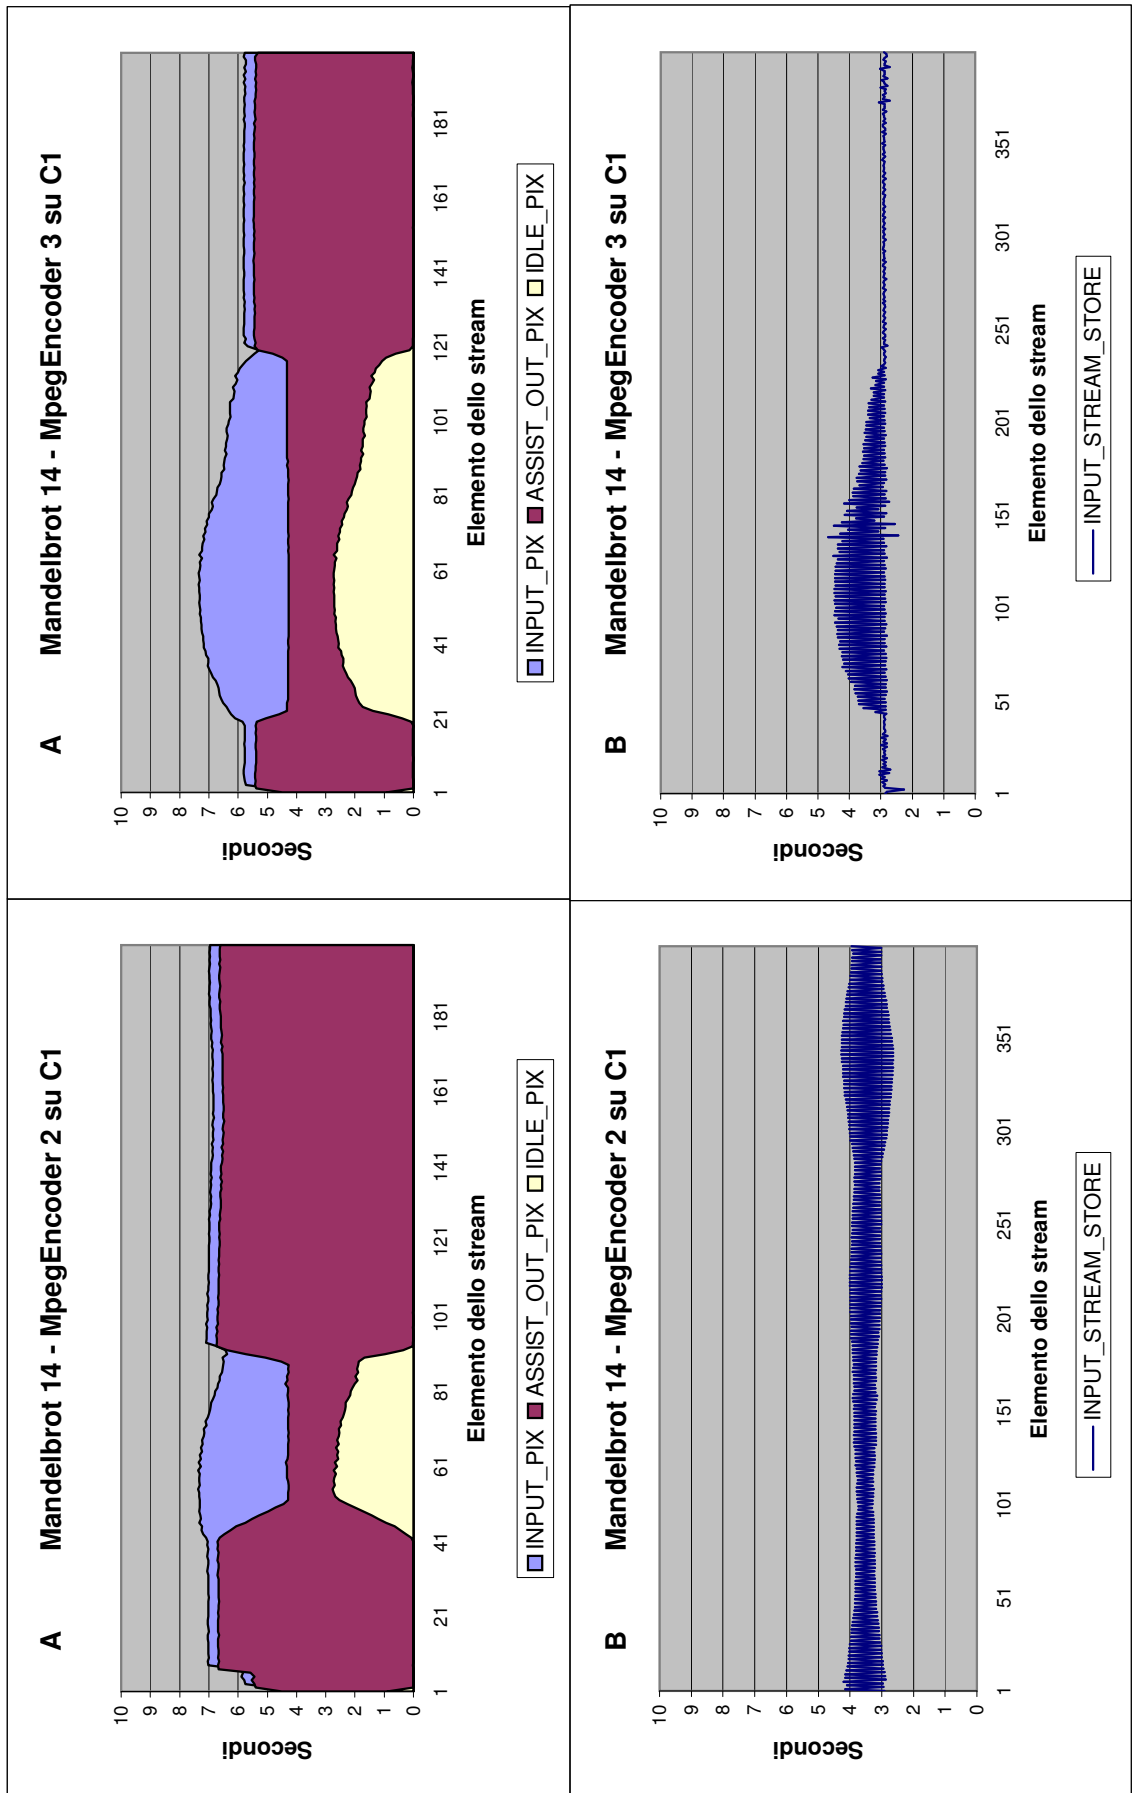 A Mandelbrot 14 - MpegEncoder 2 su C1
10
9
8
7
6
5
4
3
2
1
0
Secondi
1 21 41 61 81 101 121 141 161 181
Elemento dello stream
INPUT_PIX ASSIST_OUT_PIX IDLE_PIX
A Mandelbrot 14 - MpegEncoder 3 su C1
10
9
8
7
6
5
4
3
2
1
0
Secondi
1 21 41 61 81 101 121 141 161 181
Elemento dello stream
INPUT_PIX ASSIST_OUT_PIX IDLE_PIX
B Mandelbrot 14 - MpegEncoder 2 su C1
10
9
8
7
6
5
4
3
2
1
0
Secondi
1 51 101 151 201 251 301 351
Elemento dello stream
INPUT_STREAM_STORE
B Mandelbrot 14 - MpegEncoder 3 su C1
10
9
8
7
6
5
4
3
2
1
0
Secondi
1 51 101 151 201 251 301 351
Elemento dello stream
INPUT_STREAM_STORE